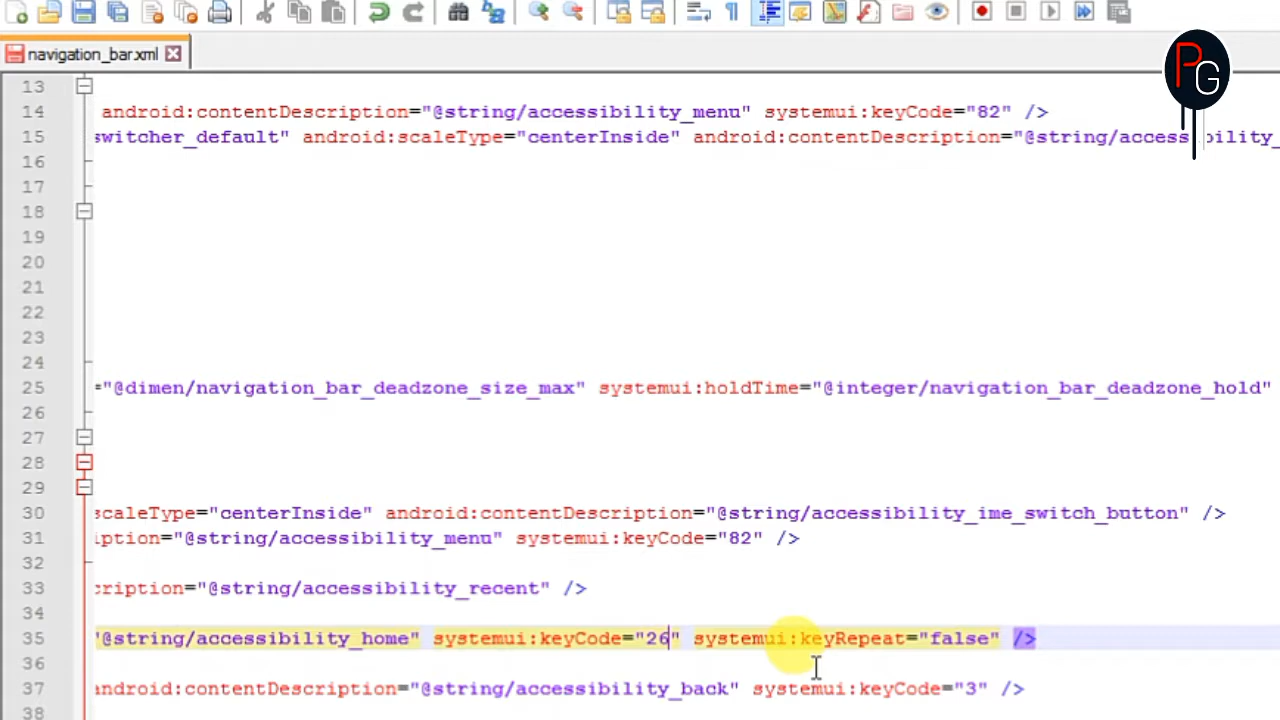 navigation_bar.xml
PG
13
14 android:contentDescription="@string/accessibility_menu" systemui:keyCode="82" />
15 switcher_default" android:scaleType="centerInside" android:contentDescription="@string/accessibility_
16
17
18
19
20
21
22
23
24
25 ="@dimen/navigation_bar_deadzone_size_max" systemui:holdTime="@integer/navigation_bar_deadzone_hold"
26
27
28
29
30 scaleType="centerInside" android:contentDescription="@string/accessibility_ime_switch_button" />
31 iption="@string/accessibility_menu" systemui:keyCode="82" />
32
33 cription="@string/accessibility_recent" />
34
35 "@string/accessibility_home" systemui:keyCode="26" systemui:keyRepeat="false" />
36
37 android:contentDescription="@string/accessibility_back" systemui:keyCode="3" />
38